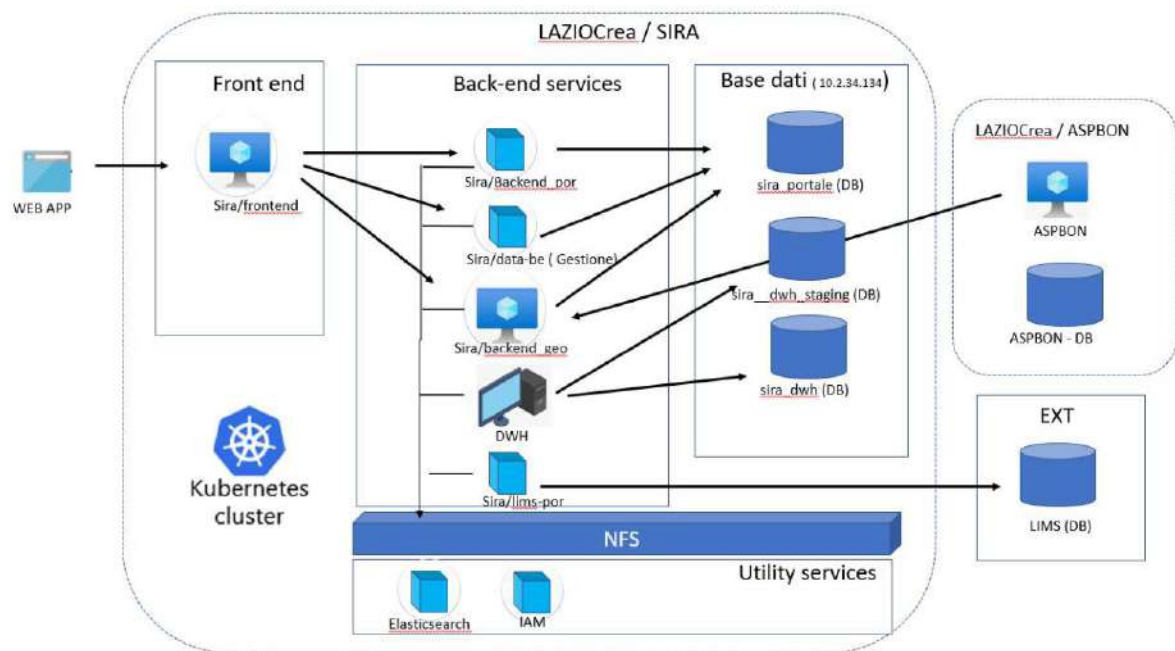 LAZIOCrea / SIRA
Front end
Back-end services
Base dati ( 10.2.34.134)
WEB APP
Sira/frontend
Sira/Backend_por
Sira/data-be ( Gestione)
Sira/backend_geo
DWH
Sira/lims-por
sira_portale (DB)
sira__dwh_staging (DB)
sira_dwh (DB)
LAZIOCrea / ASPBON
ASPBON
ASPBON - DB
EXT
LIMS (DB)
Kubernetes
cluster
NFS
Utility services
Elasticsearch
IAM